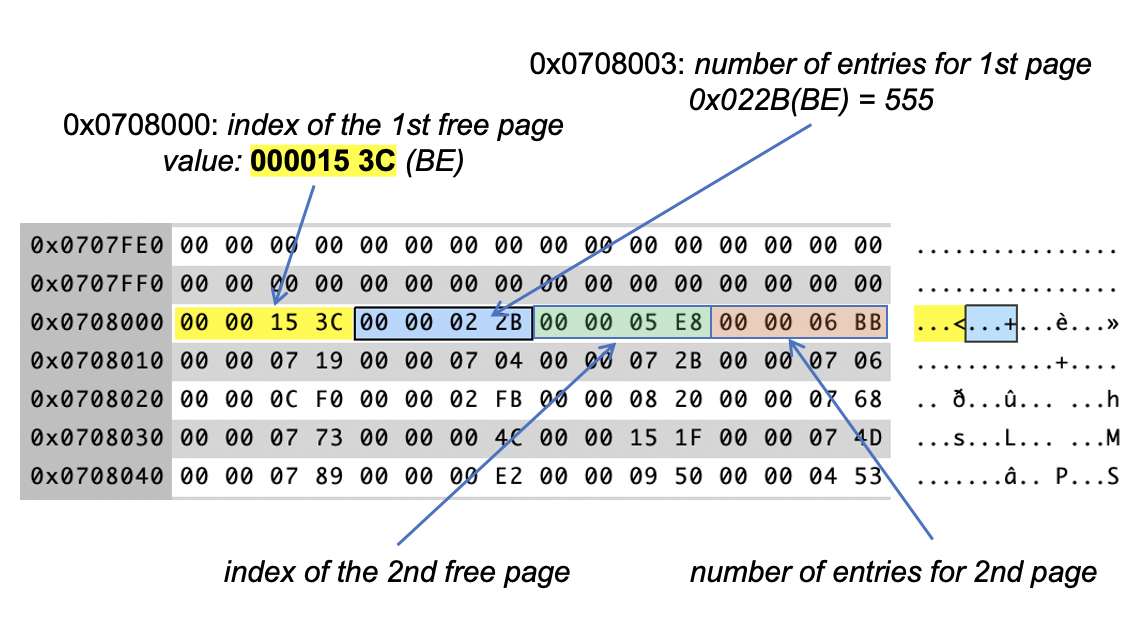 0x0708003: number of entries for 1st page
0x022B(BE) = 555
0x0708000: index of the 1st free page
value: 000015 3C (BE)
0x0707FE0 00 00 00 00 00 00 00 00 00 00 00 00 00 00 00 00 ................
0x0707FF0 00 00 00 00 00 00 00 00 00 00 00 00 00 00 00 00 ................
0x0708000 00 00 15 3C 00 00 02 2B 00 00 05 E8 00 00 06 BB ...<...+...è...»
0x0708010 00 00 07 19 00 00 07 04 00 00 07 2B 00 00 07 06 ...........+....
0x0708020 00 00 0C F0 00 00 02 FB 00 00 08 20 00 00 07 68 .. ð...û... ...h
0x0708030 00 00 07 73 00 00 00 4C 00 00 15 1F 00 00 07 4D ...s...L... ...M
0x0708040 00 00 07 89 00 00 00 E2 00 00 09 50 00 00 04 53 .......â.. P...S
index of the 2nd free page
number of entries for 2nd page